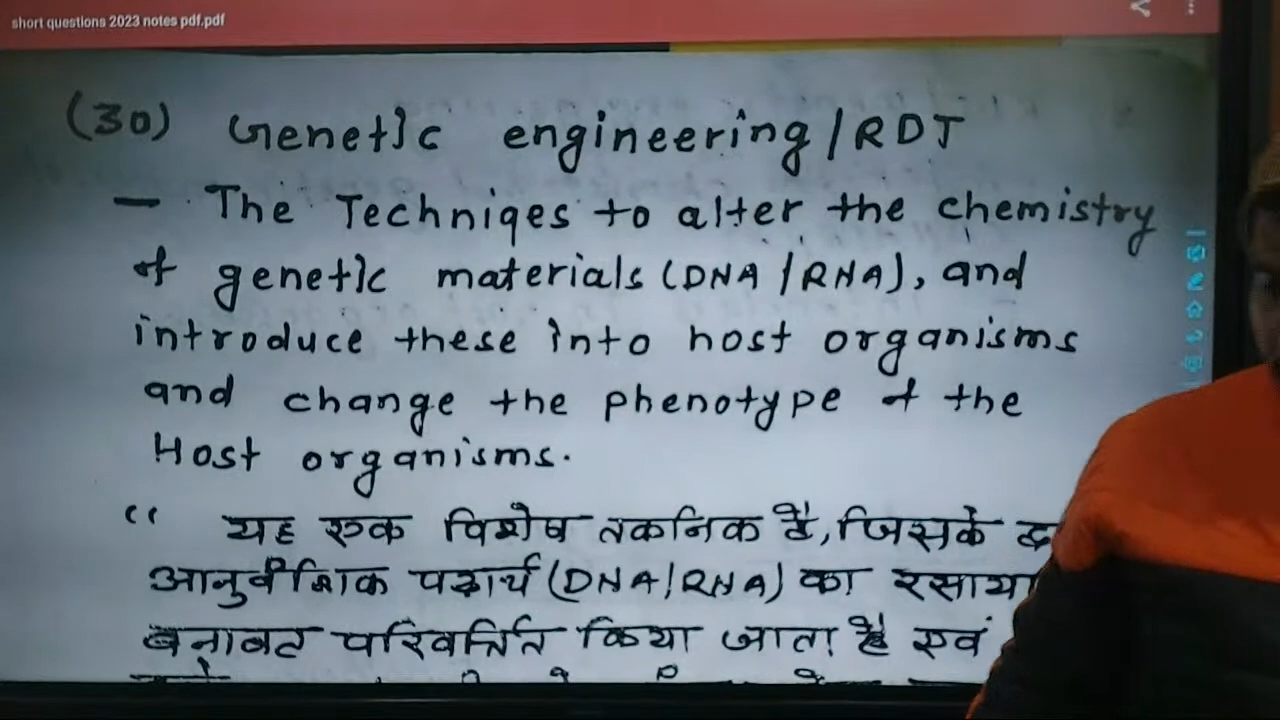 short questions 2023 notes pdf.pdf
(30) Genetic engineering/RDT
— The Techniqes to alter the chemistry
of genetic materials (DNA/RNA), and
introduce these into host organisms
and change the phenotype of the
Host organisms.
“ यह एक विशेष तकनिक है, जिसके
आनुवंशिक पदार्थ (DNA/RNA) का
बनावट परिवर्तित किया जाता है एवं